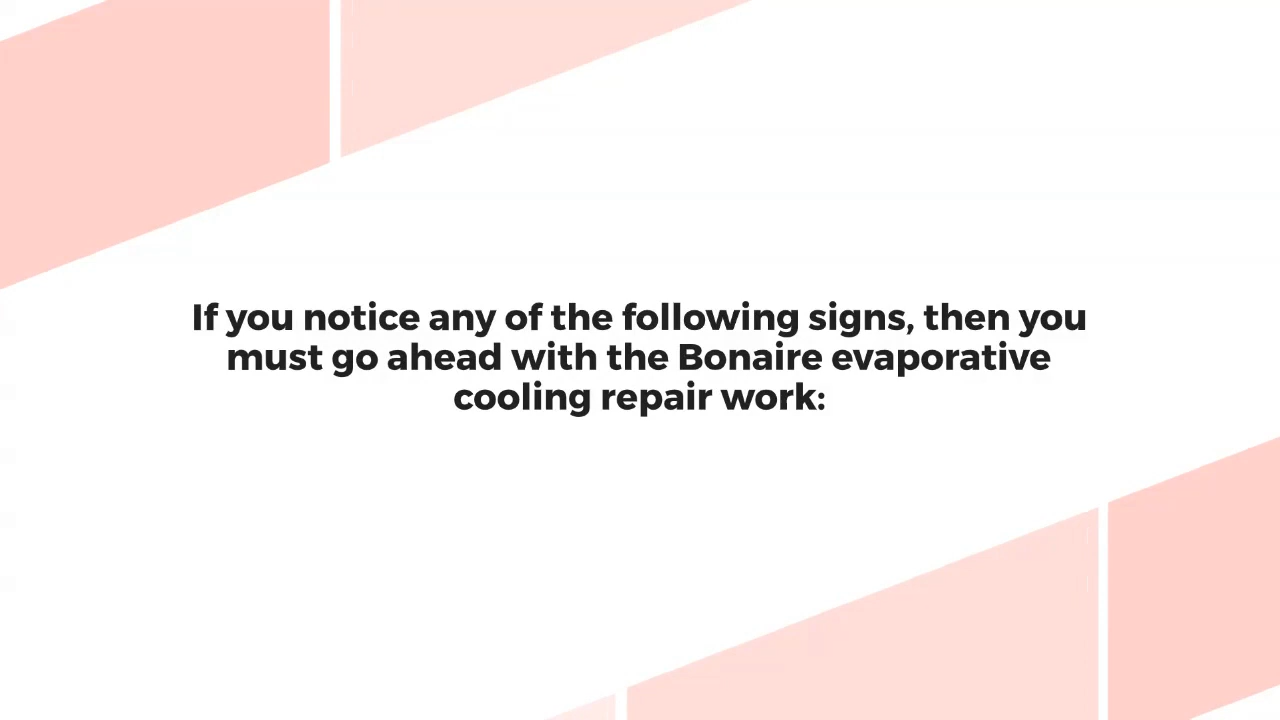 If you notice any of the following signs, then you
must go ahead with the Bonaire evaporative
cooling repair work: